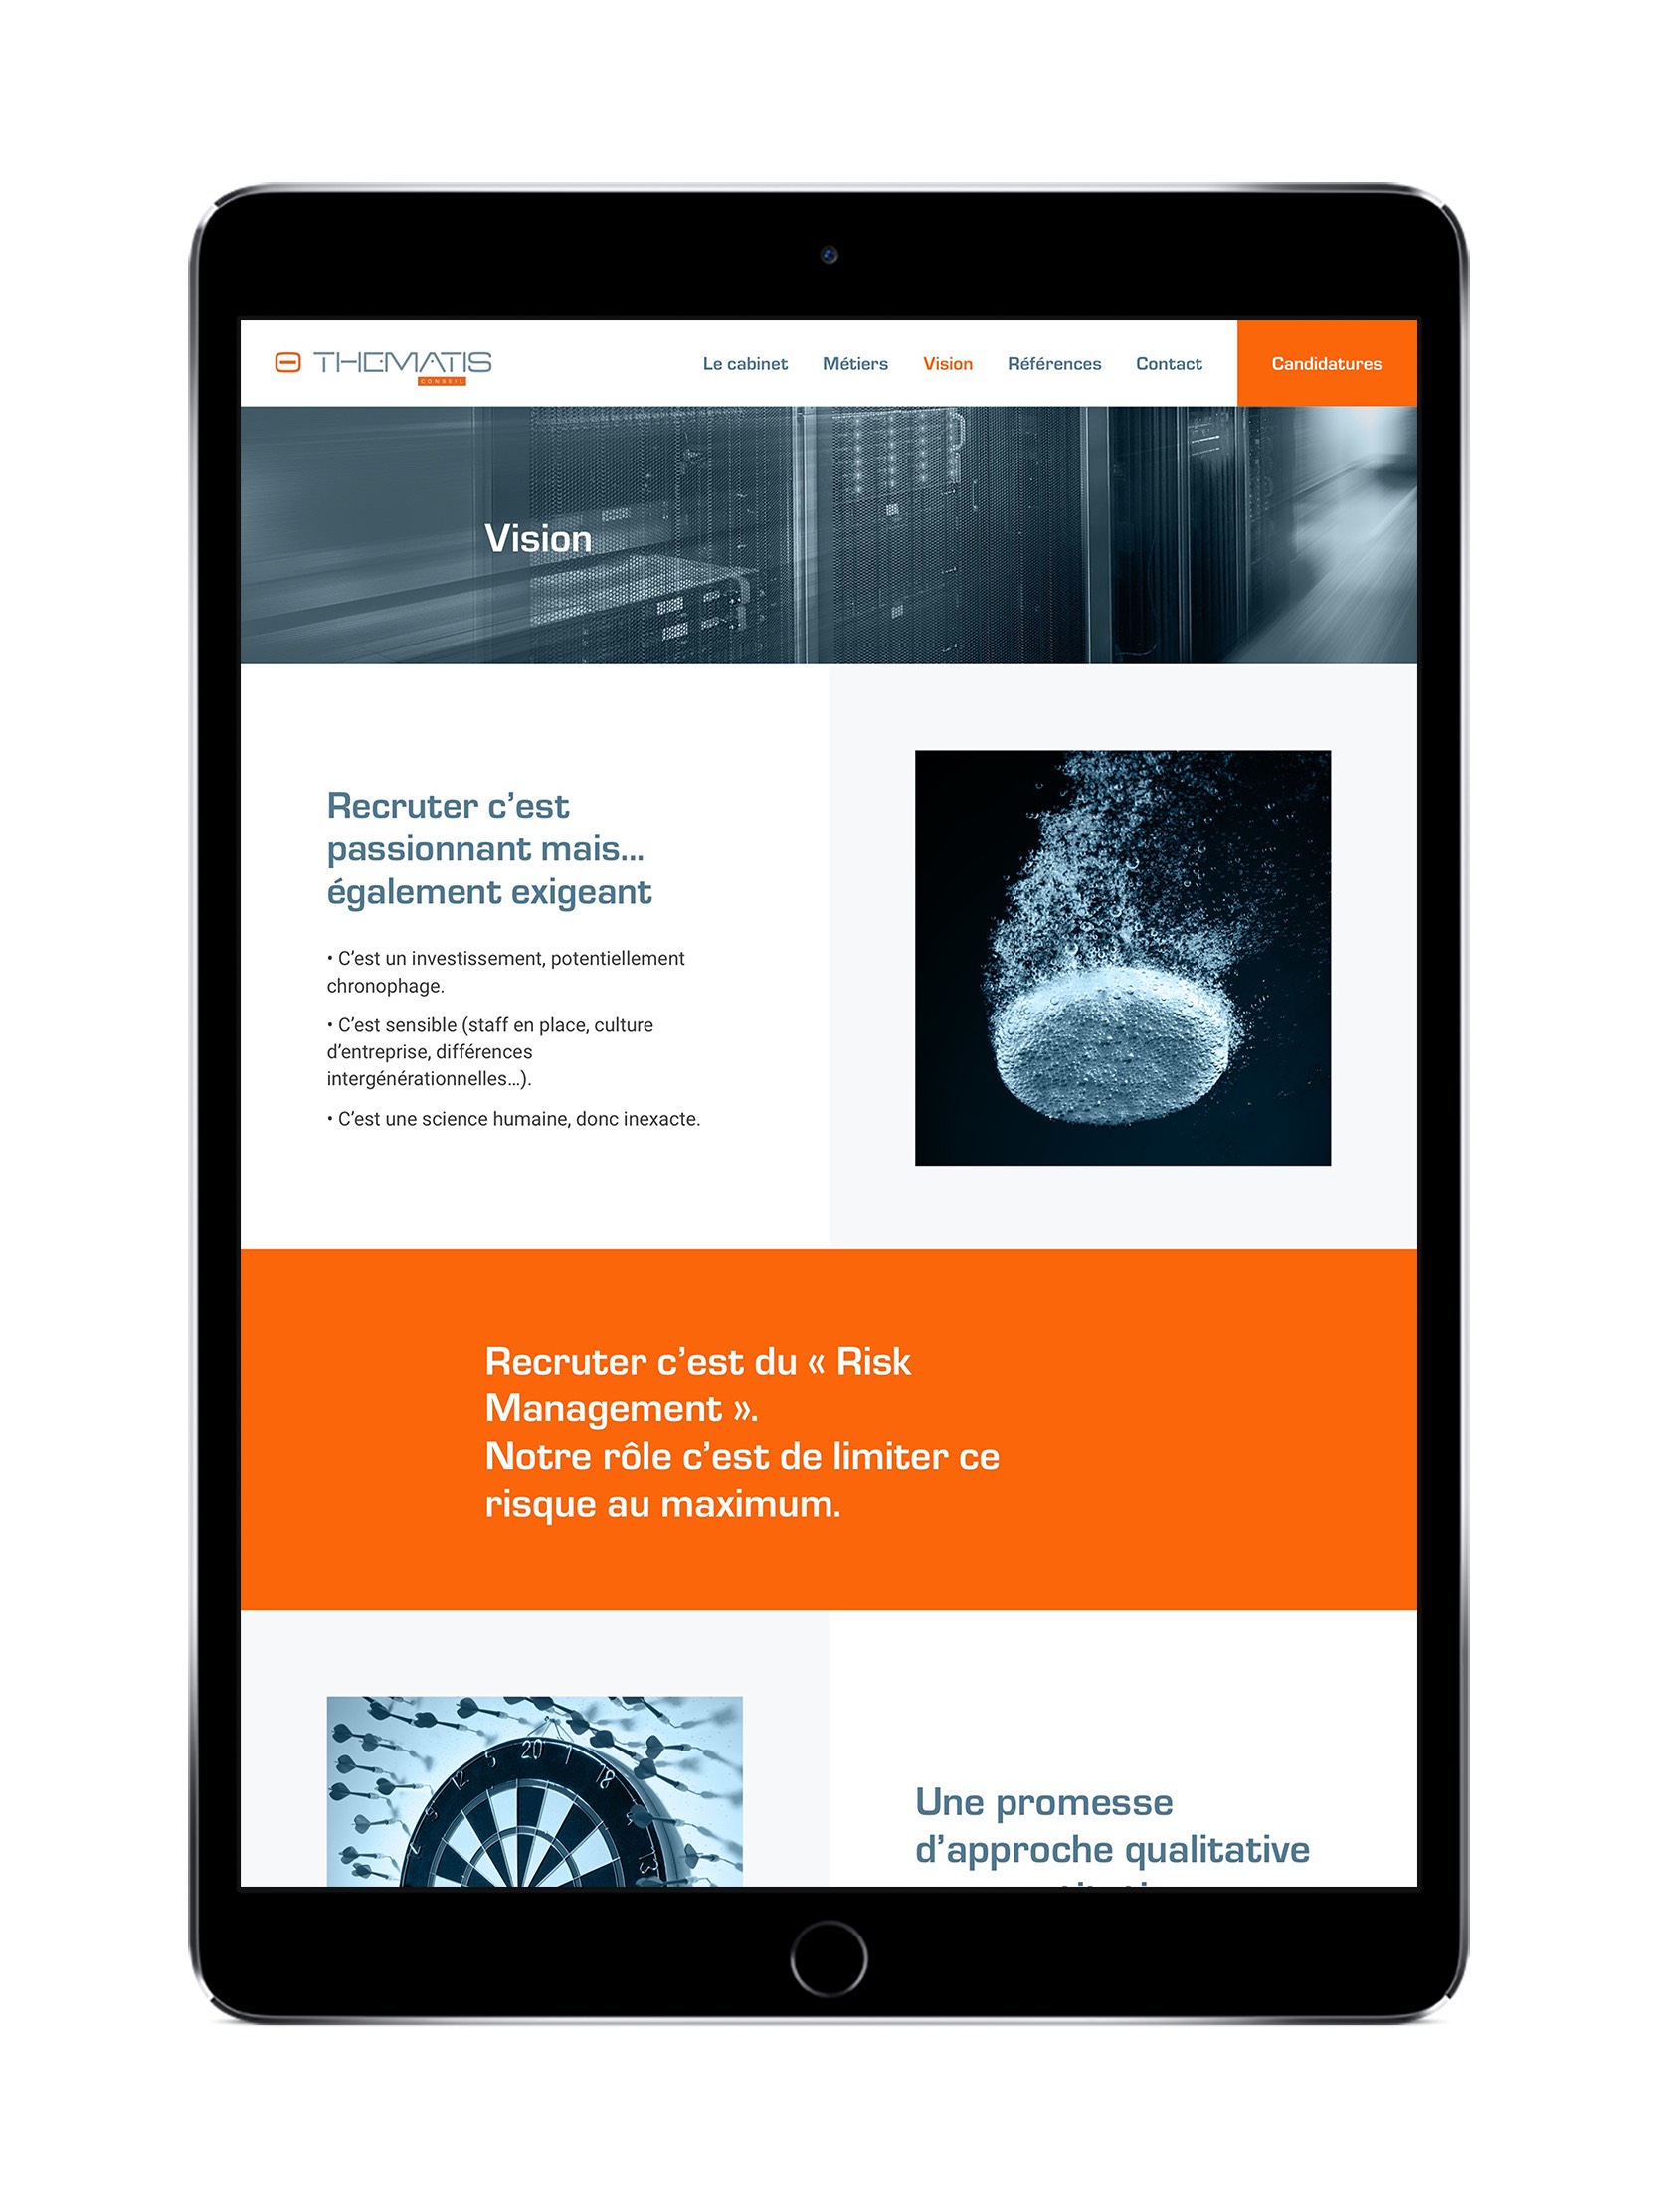 THEMATIS
CONSEIL
Le cabinet Métiers Vision Références Contact Candidatures
Vision
Recruter c’est
passionnant mais…
également exigeant
• C’est un investissement, potentiellement
chronophage.
• C’est sensible (staff en place, culture
d’entreprise, différences
intergénérationnelles…).
• C’est une science humaine, donc inexacte.
Recruter c’est du « Risk
Management ».
Notre rôle c’est de limiter ce
risque au maximum.
12 5 20 1 18
13
Une promesse
d’approche qualitative